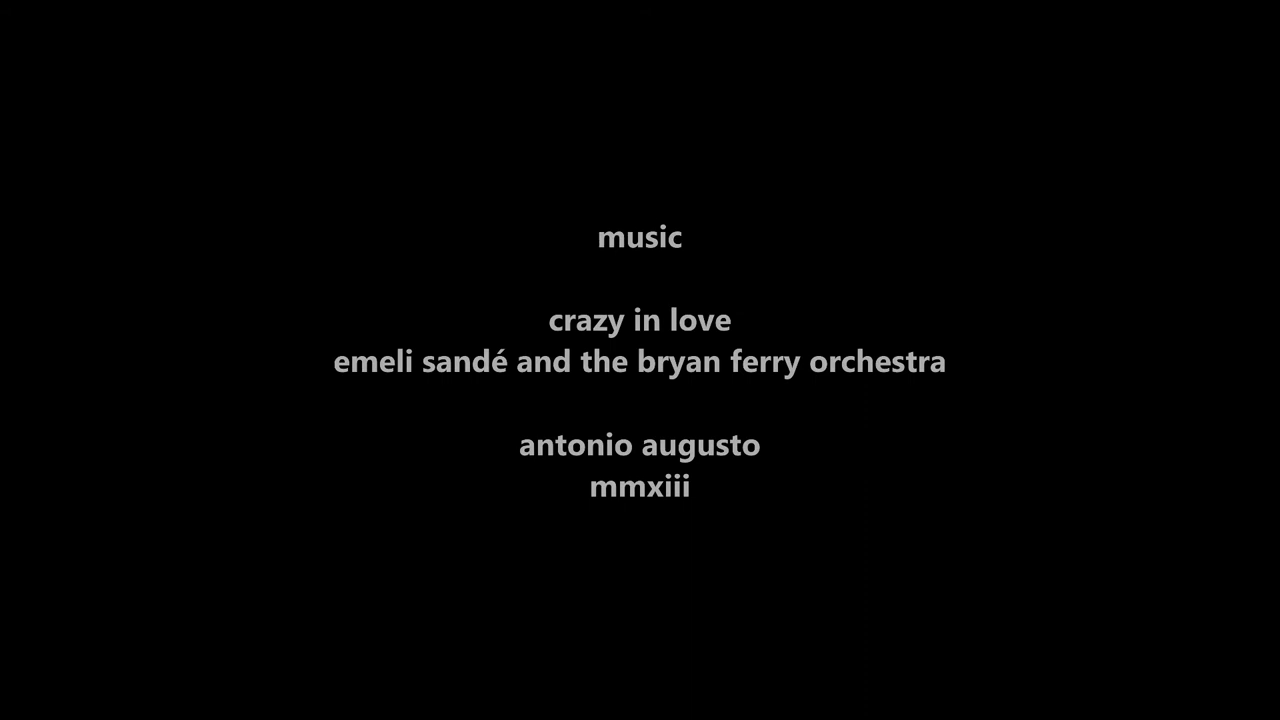 music
crazy in love
emeli sandé and the bryan ferry orchestra
antonio augusto
mmxiii